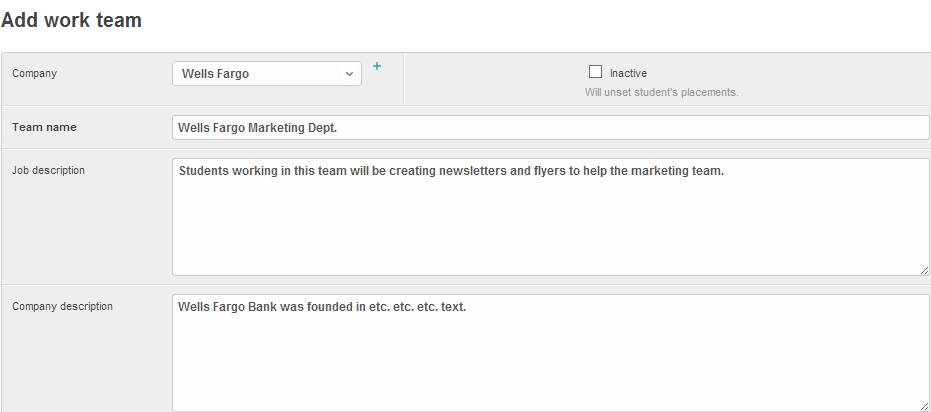 Add work team
Company
Wells Fargo
+
Inactive
Will unset student's placements.
Team name
Wells Fargo Marketing Dept.
Job description
Students working in this team will be creating newsletters and flyers to help the marketing team.
Company description
Wells Fargo Bank was founded in etc. etc. etc. text.